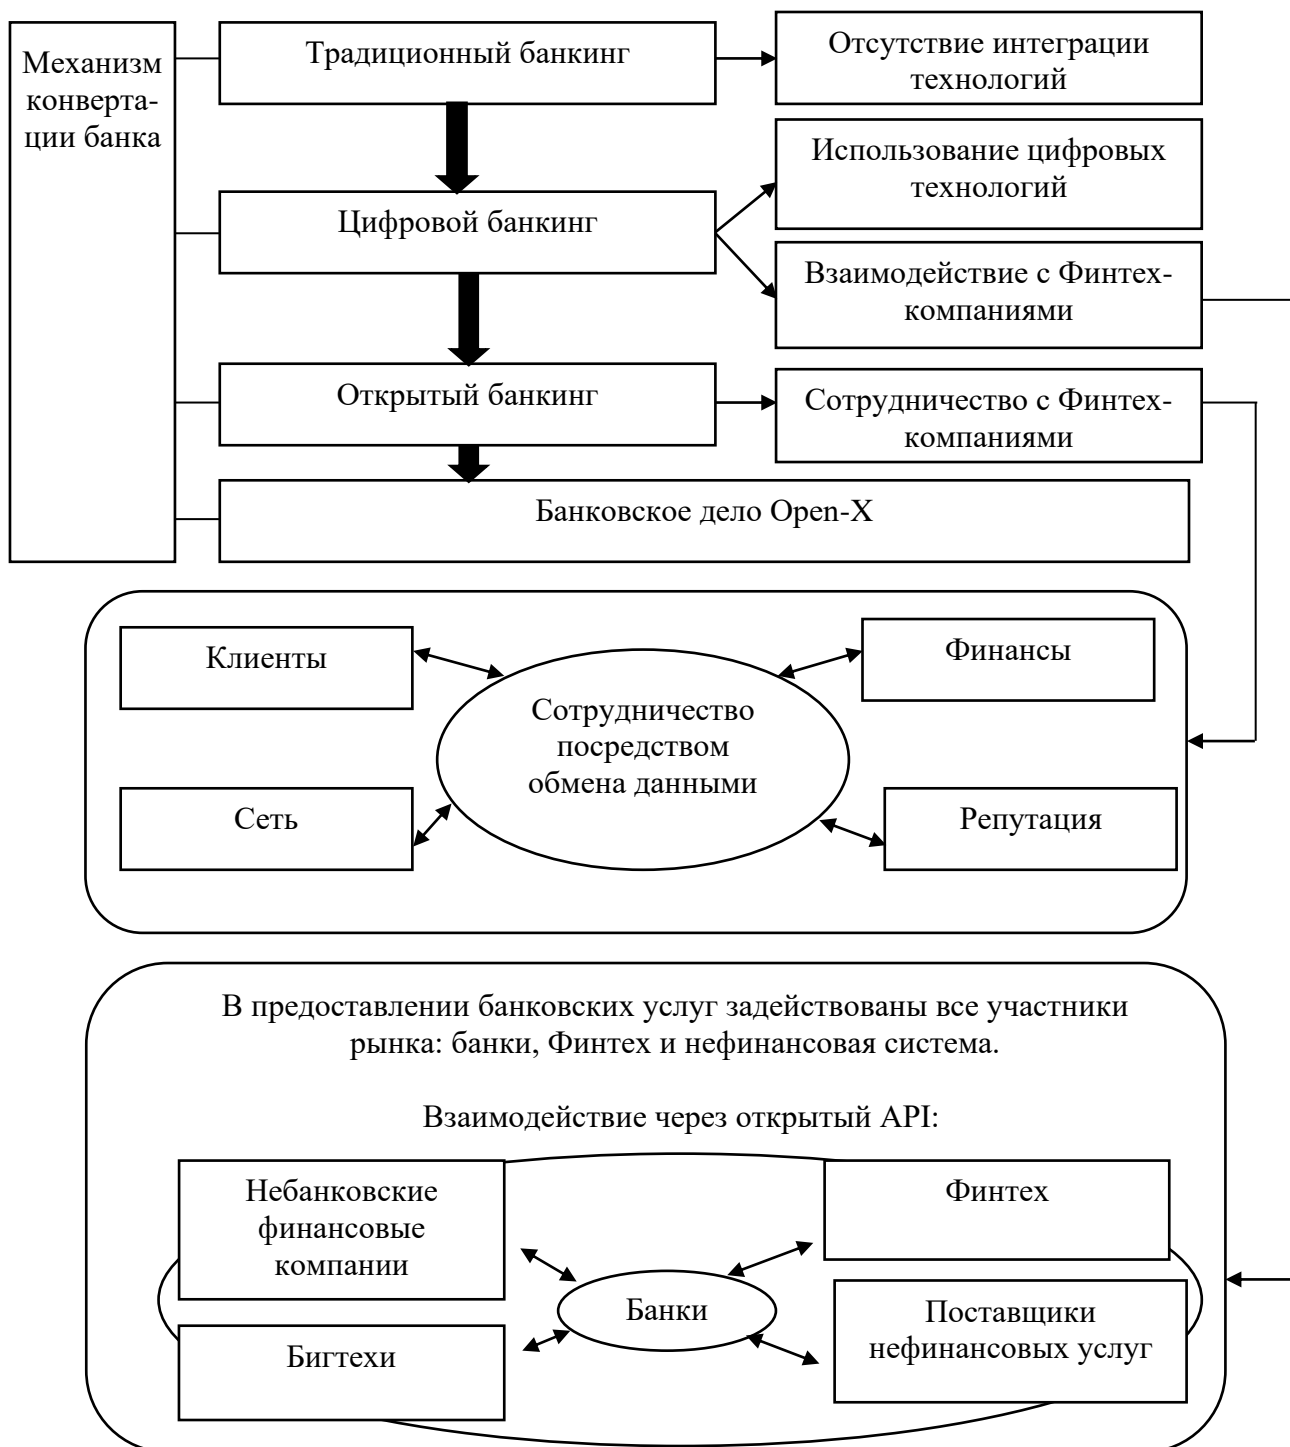 Механизм
конверта-
ции банка
Традиционный банкинг
Отсутствие интеграции
технологий
Использование цифровых
технологий
Цифровой банкинг
Взаимодействие с Финтех-
компаниями
Открытый банкинг
Сотрудничество с Финтех-
компаниями
Банковское дело Open-X
Клиенты
Финансы
Сотрудничество
посредством
обмена данными
Сеть
Репутация
В предоставлении банковских услуг задействованы все участники
рынка: банки, Финтех и нефинансовая система.
Взаимодействие через открытый API:
Небанковские
финансовые
компании
Финтех
Банки
Бигтехи
Поставщики
нефинансовых услуг